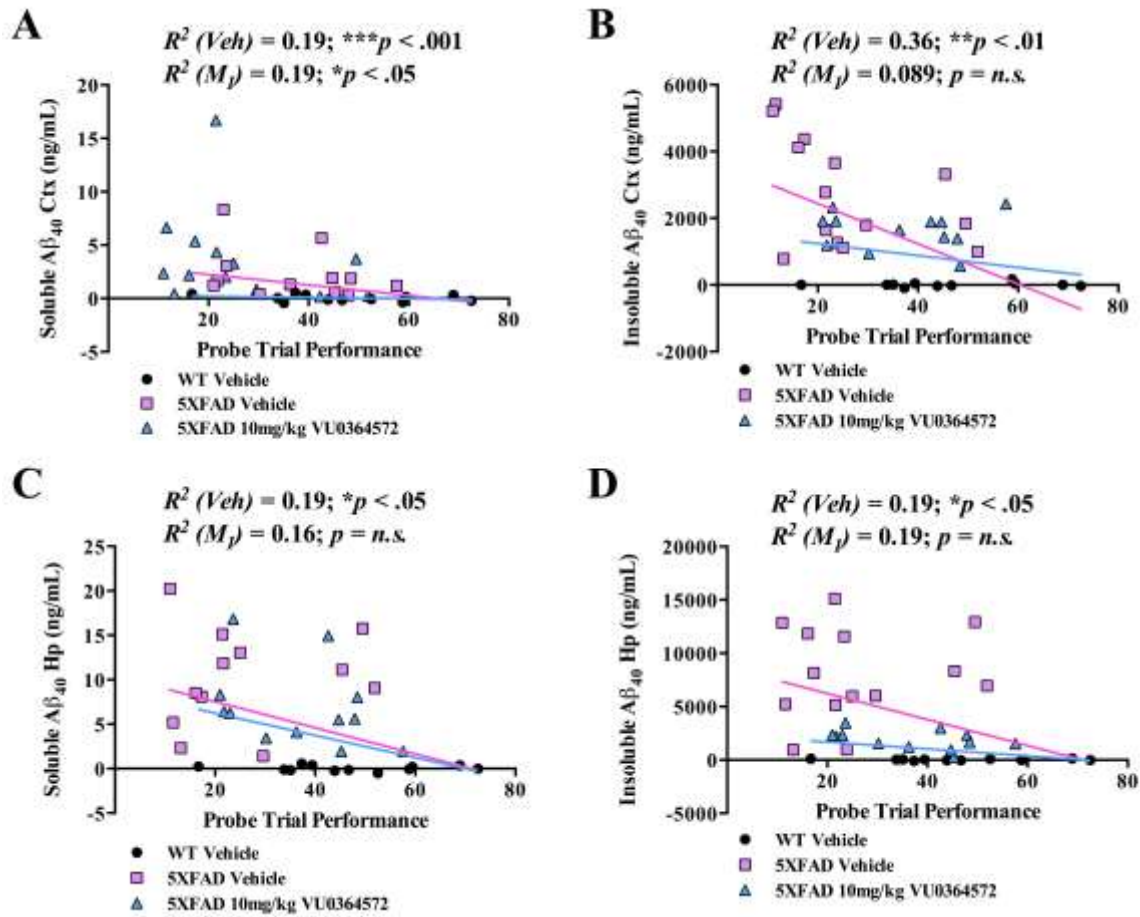 A
R² (Veh) = 0.19; ***p < .001
R² (M₁) = 0.19; *p < .05
Soluble Aβ₄₀ Ctx (ng/mL)
20
15
10
5
0
-5
20 40 60 80
Probe Trial Performance
WT Vehicle
5XFAD Vehicle
5XFAD 10mg/kg VU0364572
B
R² (Veh) = 0.36; **p < .01
R² (M₁) = 0.089; p = n.s.
Insoluble Aβ₄₀ Ctx (ng/mL)
6000
4000
2000
0
-2000
20 40 60 80
Probe Trial Performance
WT Vehicle
5XFAD Vehicle
5XFAD 10mg/kg VU0364572
C
R² (Veh) = 0.19; *p < .05
R² (M₁) = 0.16; p = n.s.
Soluble Aβ₄₀ Hp (ng/mL)
25
20
15
10
5
0
-5
20 40 60 80
Probe Trial Performance
WT Vehicle
5XFAD Vehicle
5XFAD 10mg/kg VU0364572
D
R² (Veh) = 0.19; *p < .05
R² (M₁) = 0.19; p = n.s.
Insoluble Aβ₄₀ Hp (ng/mL)
20000
15000
10000
5000
0
-5000
20 40 60 80
Probe Trial Performance
WT Vehicle
5XFAD Vehicle
5XFAD 10mg/kg VU0364572